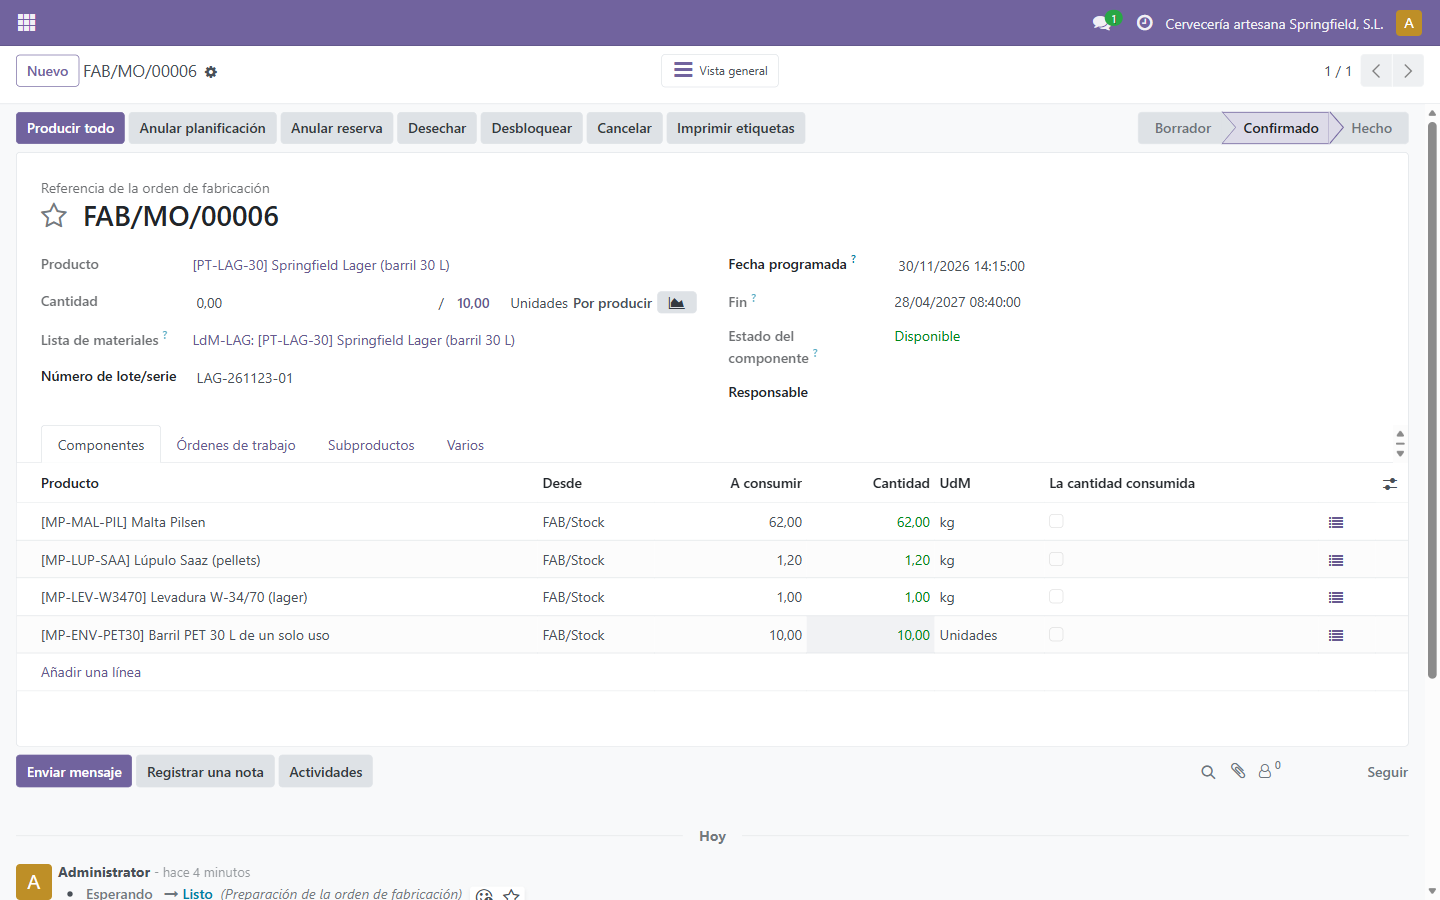 1
Cervecería artesana Springfield, S.L.
A
Nuevo
FAB/MO/00006
Vista general
1 / 1
Producir todo
Anular planificación
Anular reserva
Desechar
Desbloquear
Cancelar
Imprimir etiquetas
Borrador
Confirmado
Hecho
Referencia de la orden de fabricación
FAB/MO/00006
Producto
[PT-LAG-30] Springfield Lager (barril 30 L)
Cantidad
0,00 / 10,00 Unidades Por producir
Lista de materiales ?
LdM-LAG: [PT-LAG-30] Springfield Lager (barril 30 L)
Número de lote/serie
LAG-261123-01
Fecha programada ?
30/11/2026 14:15:00
Fin ?
28/04/2027 08:40:00
Estado del
componente ?
Disponible
Responsable
Componentes
Órdenes de trabajo
Subproductos
Varios
Producto Desde A consumir Cantidad UdM La cantidad consumida
[MP-MAL-PIL] Malta Pilsen FAB/Stock 62,00 62,00 kg
[MP-LUP-SAA] Lúpulo Saaz (pellets) FAB/Stock 1,20 1,20 kg
[MP-LEV-W3470] Levadura W-34/70 (lager) FAB/Stock 1,00 1,00 kg
[MP-ENV-PET30] Barril PET 30 L de un solo uso FAB/Stock 10,00 10,00 Unidades
Añadir una línea
Enviar mensaje
Registrar una nota
Actividades
0
Seguir
Hoy
A
Administrator - hace 4 minutos
• Esperando → Listo (Preparación de la orden de fabricación)